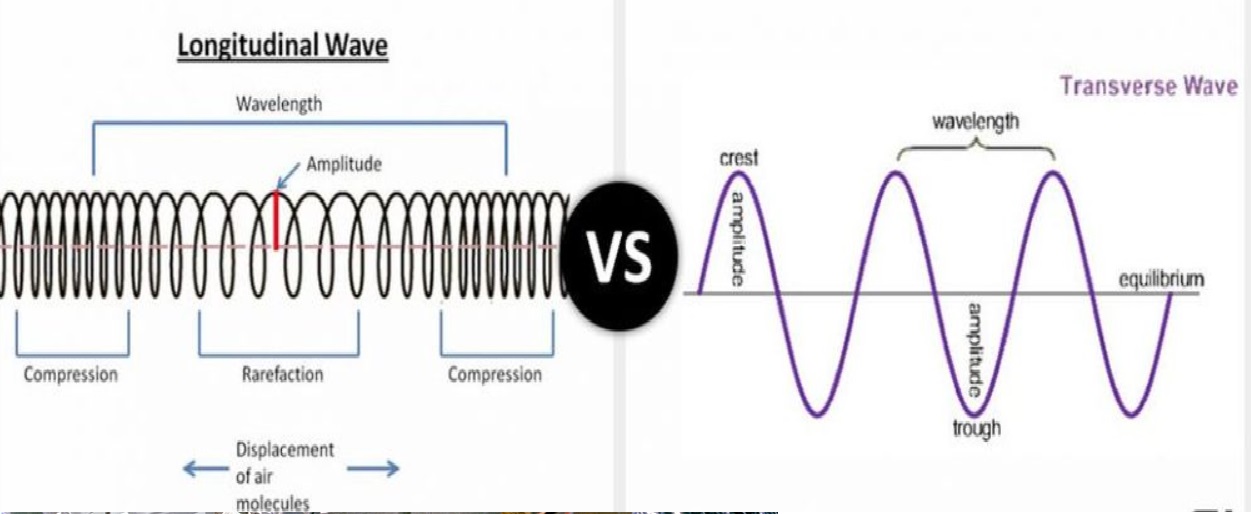 Longitudinal Wave
Wavelength
Amplitude
Compression
Rarefaction
Compression
Displacement
of air
molecules
VS
Transverse Wave
wavelength
crest
amplitude
equilibrium
amplitude
trough